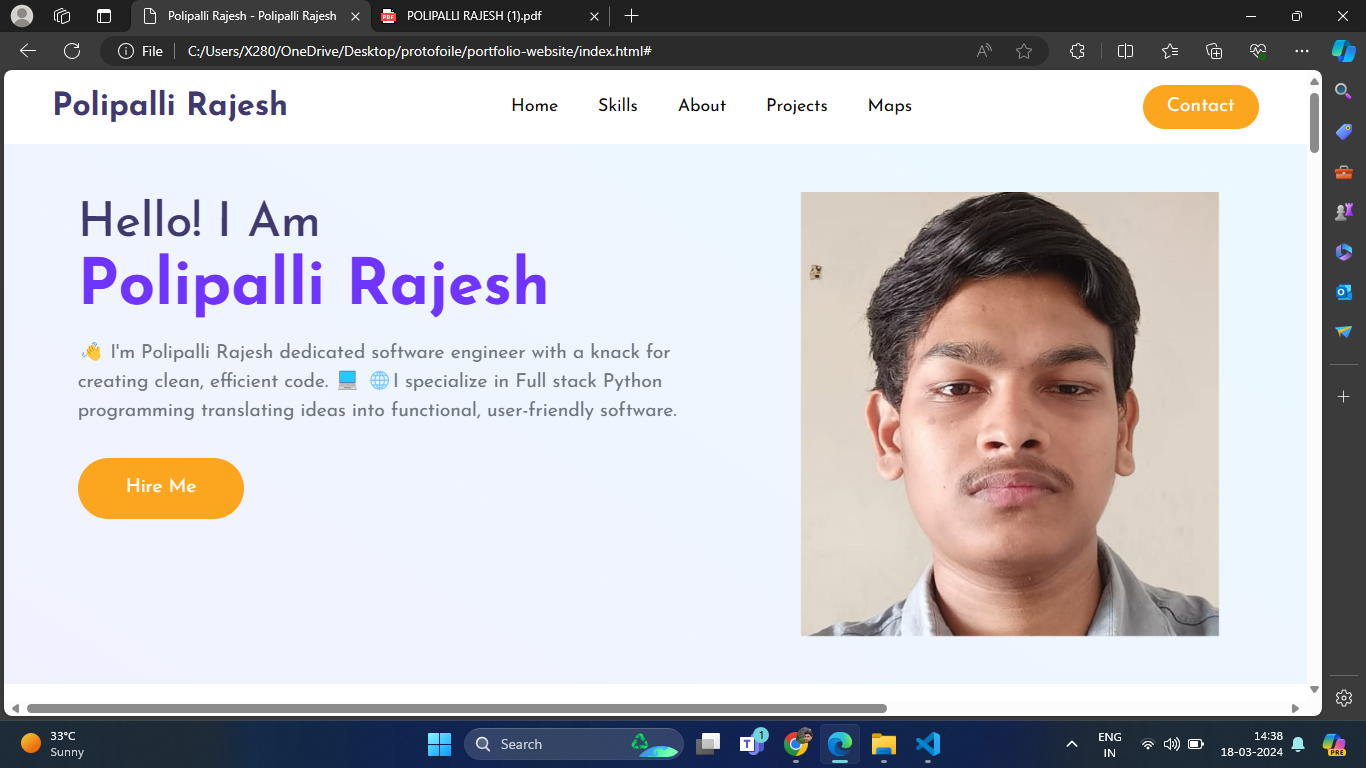 Polipalli Rajesh - Polipalli Rajesh
POLIPALLI RAJESH (1).pdf
File
C:/Users/X280/OneDrive/Desktop/protofoile/portfolio-website/index.html#
Polipalli Rajesh
Home
Skills
About
Projects
Maps
Contact
Hello! I Am
Polipalli Rajesh
👋 I'm Polipalli Rajesh dedicated software engineer with a knack for
creating clean, efficient code. 💻 🌐I specialize in Full stack Python
programming translating ideas into functional, user-friendly software.
Hire Me
33°C
Sunny
Search
1
ENG
IN
14:38
18-03-2024
PRE